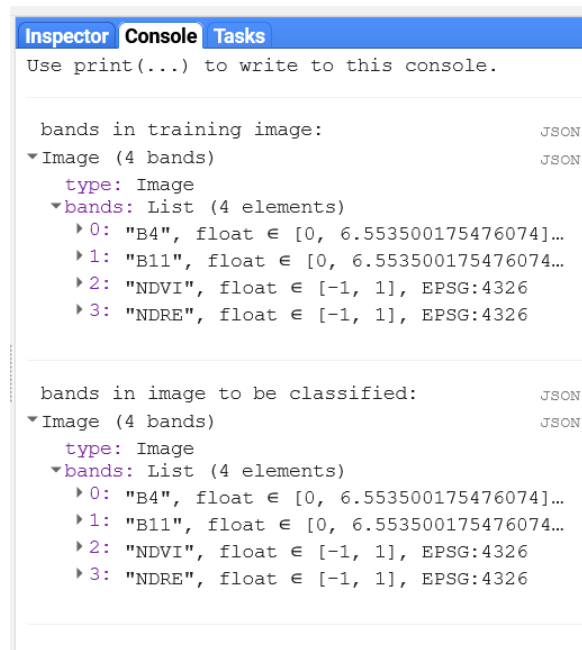 Inspector Console Tasks
Use print(...) to write to this console.
bands in training image: JSON
Image (4 bands) JSON
type: Image
bands: List (4 elements)
0: "B4", float ∈ [0, 6.553500175476074]…
1: "B11", float ∈ [0, 6.553500175476074…
2: "NDVI", float ∈ [-1, 1], EPSG:4326
3: "NDRE", float ∈ [-1, 1], EPSG:4326
bands in image to be classified: JSON
Image (4 bands) JSON
type: Image
bands: List (4 elements)
0: "B4", float ∈ [0, 6.553500175476074]…
1: "B11", float ∈ [0, 6.553500175476074…
2: "NDVI", float ∈ [-1, 1], EPSG:4326
3: "NDRE", float ∈ [-1, 1], EPSG:4326